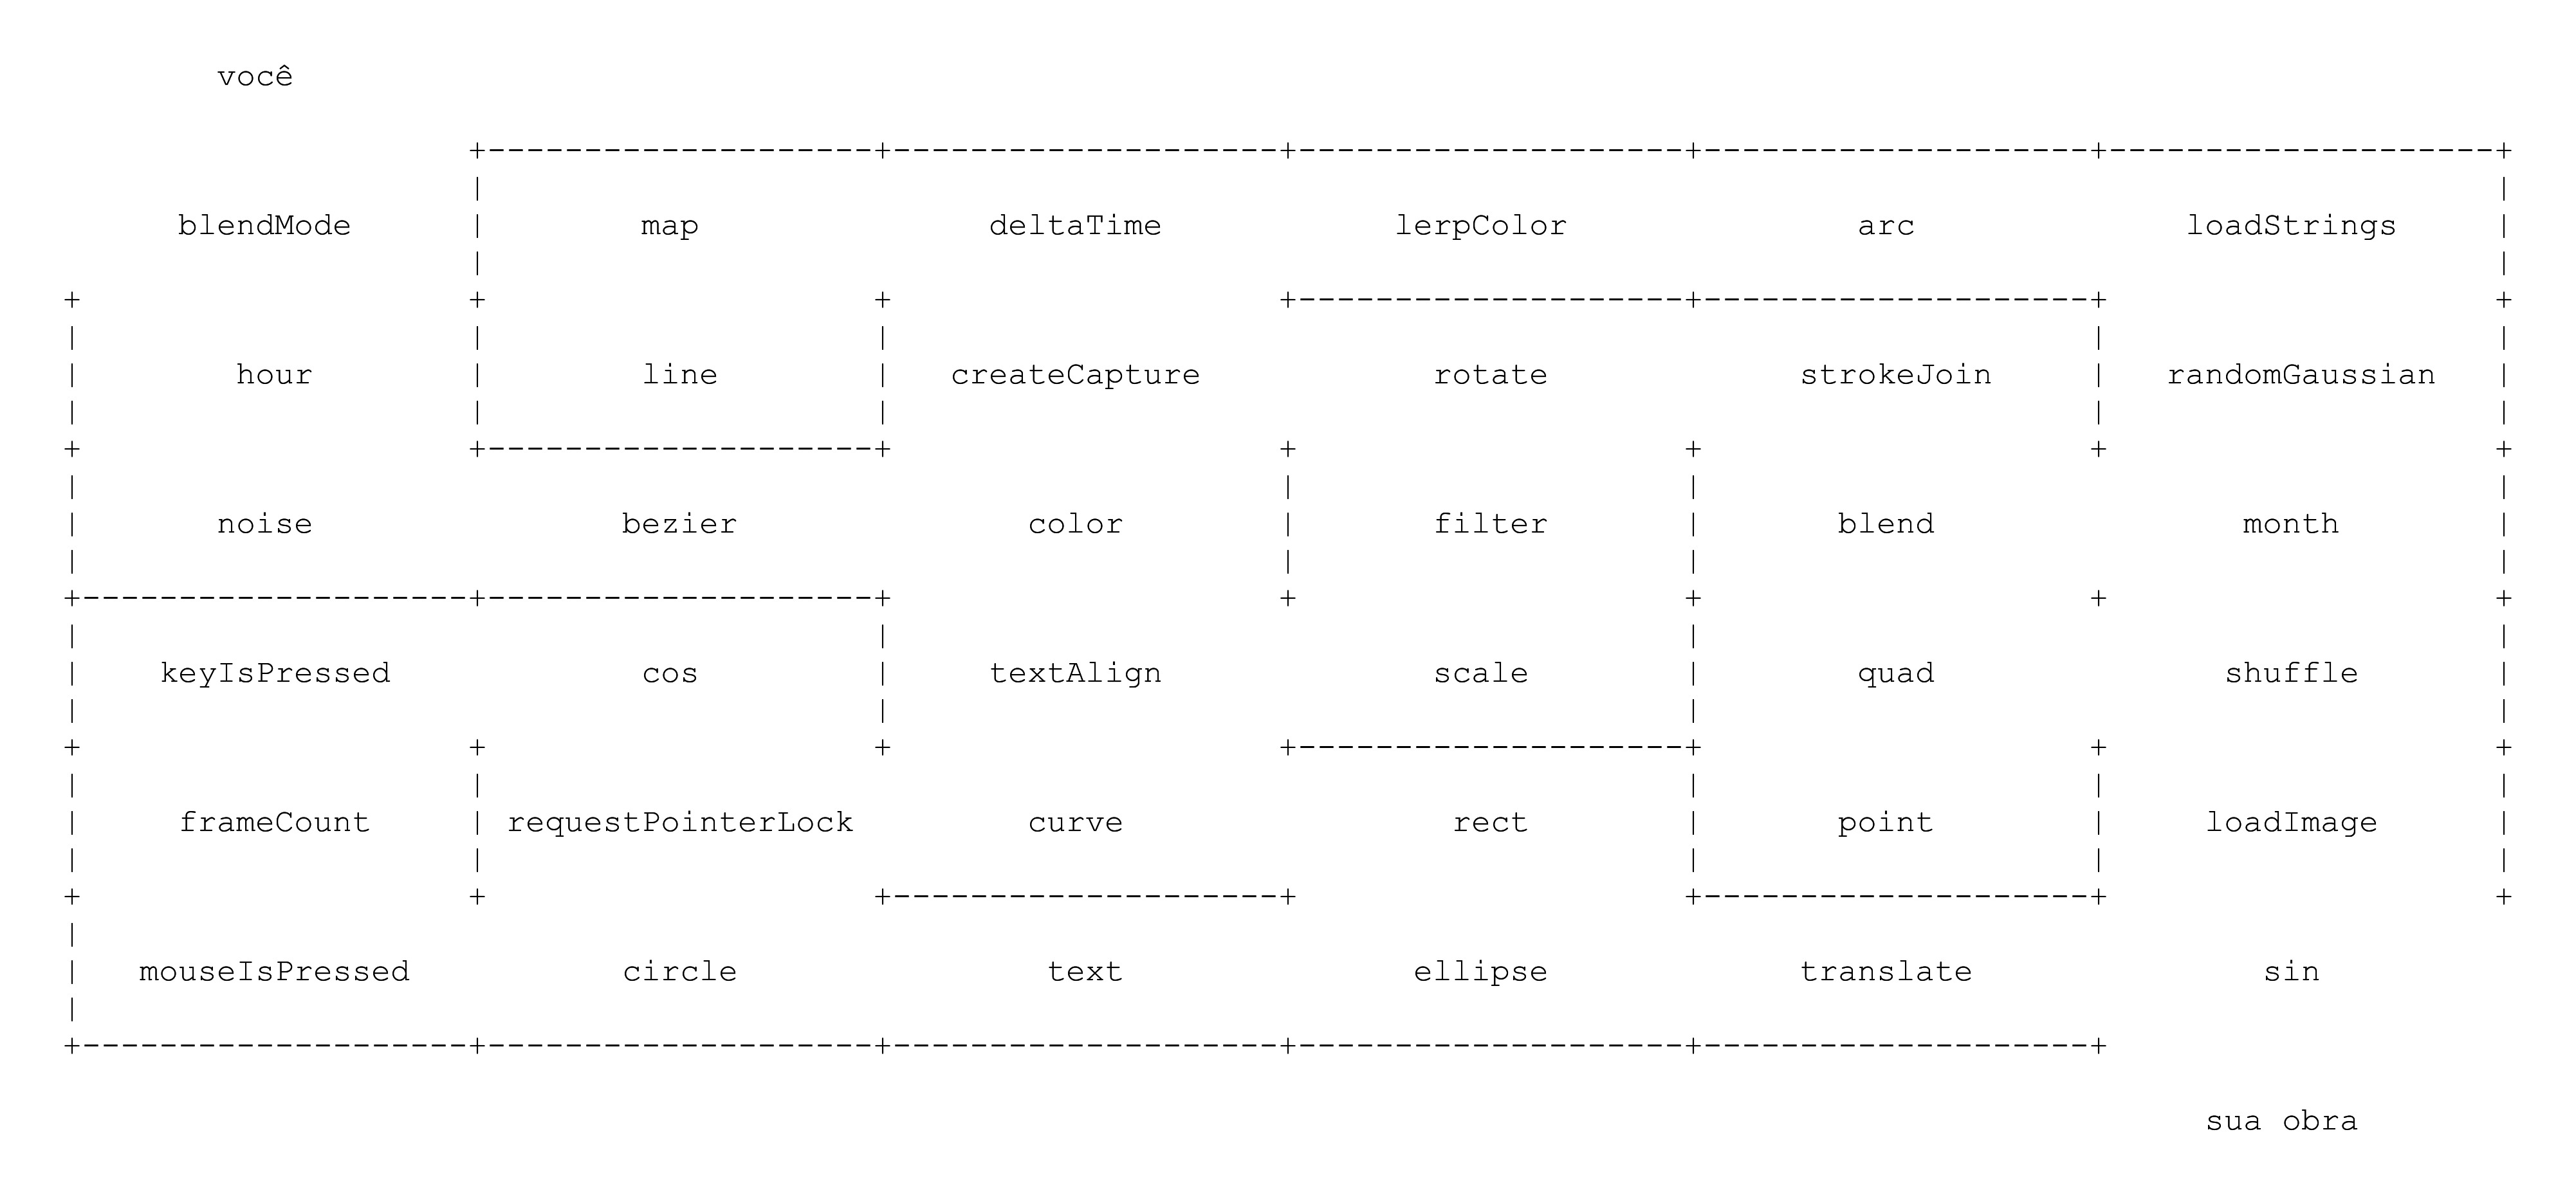 você
blendMode map deltaTime lerpColor arc loadStrings
hour line createCapture rotate strokeJoin randomGaussian
noise bezier color filter blend month
keyIsPressed cos textAlign scale quad shuffle
frameCount requestPointerLock curve rect point loadImage
mouseIsPressed circle text ellipse translate sin
sua obra